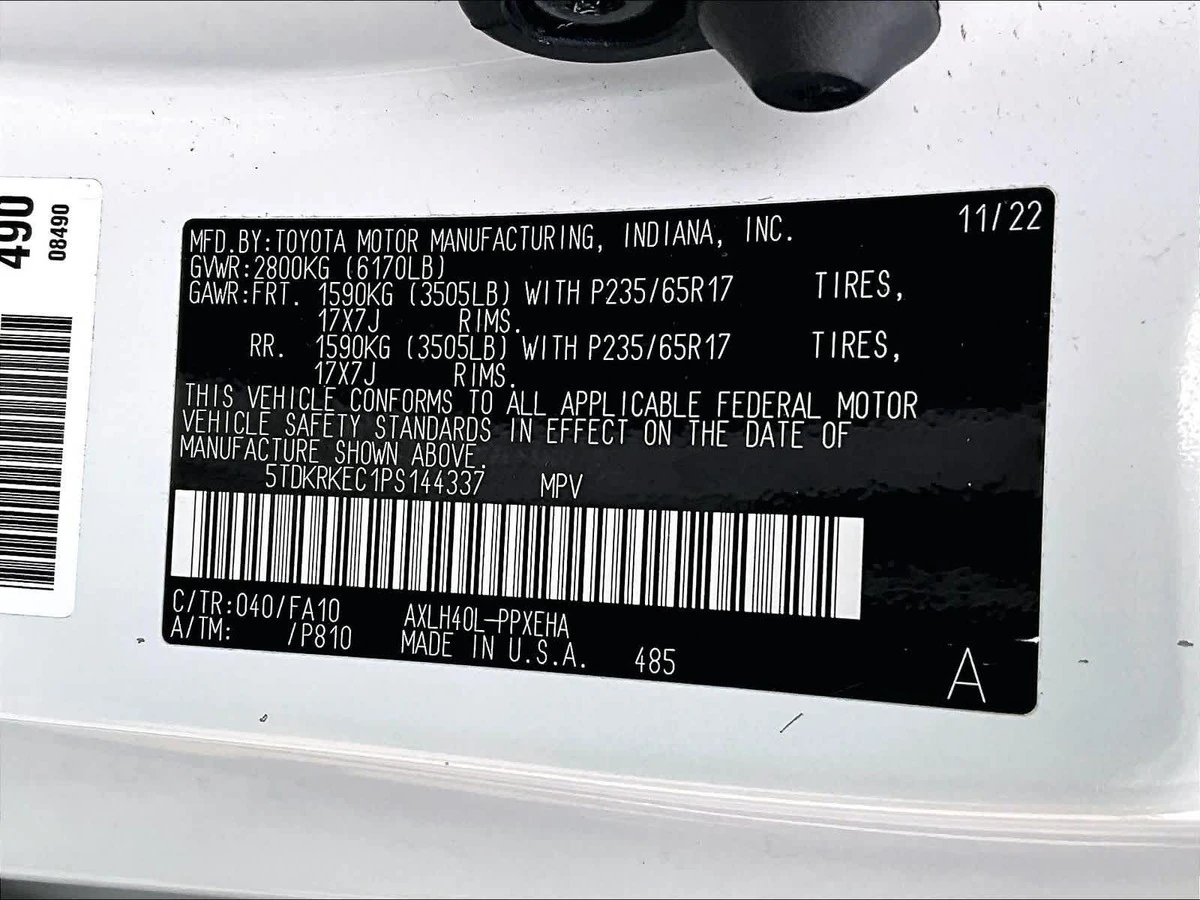 490
08490
11/22
MFD.BY:TOYOTA MOTOR MANUFACTURING, INDIANA, INC.
GVWR:2800KG (6170LB)
GAWR:FRT. 1590KG (3505LB) WITH P235/65R17 TIRES,
17X7J RIMS.
RR. 1590KG (3505LB) WITH P235/65R17 TIRES,
17X7J RIMS.
THIS VEHICLE CONFORMS TO ALL APPLICABLE FEDERAL MOTOR
VEHICLE SAFETY STANDARDS IN EFFECT ON THE DATE OF
MANUFACTURE SHOWN ABOVE.
5TDKRKEC1PS144337 MPV
C/TR:040/FA10 AXLH40L-PPXEHA
A/TM: /P810 MADE IN U.S.A. 485
A